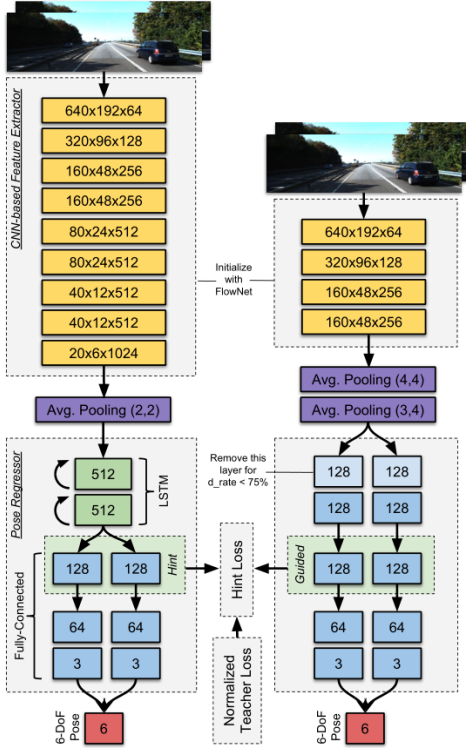 CNN-based Feature Extractor
640x192x64
320x96x128
160x48x256
160x48x256
80x24x512
80x24x512
40x12x512
40x12x512
20x6x1024
Avg. Pooling (2,2)
Pose Regressor
512
512
LSTM
Hint
128
128
Fully-Connected
64
64
3
3
6-DoF
Pose
6
Initialize
with
FlowNet
Hint Loss
Normalized
Teacher Loss
640x192x64
320x96x128
160x48x256
160x48x256
Avg. Pooling (4,4)
Avg. Pooling (3,4)
Remove this
layer for
d_rate < 75%
128
128
128
128
Guided
128
128
64
64
3
3
6-DoF
Pose
6